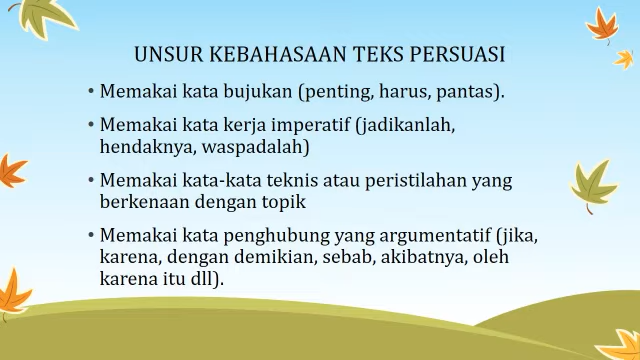 UNSUR KEBAHASAAN TEKS PERSUASI
• Memakai kata bujukan (penting, harus, pantas).
• Memakai kata kerja imperatif (jadikanlah,
hendaknya, waspadalah)
• Memakai kata-kata teknis atau peristilahan yang
berkenaan dengan topik
• Memakai kata penghubung yang argumentatif (jika,
karena, dengan demikian, sebab, akibatnya, oleh
karena itu dll).